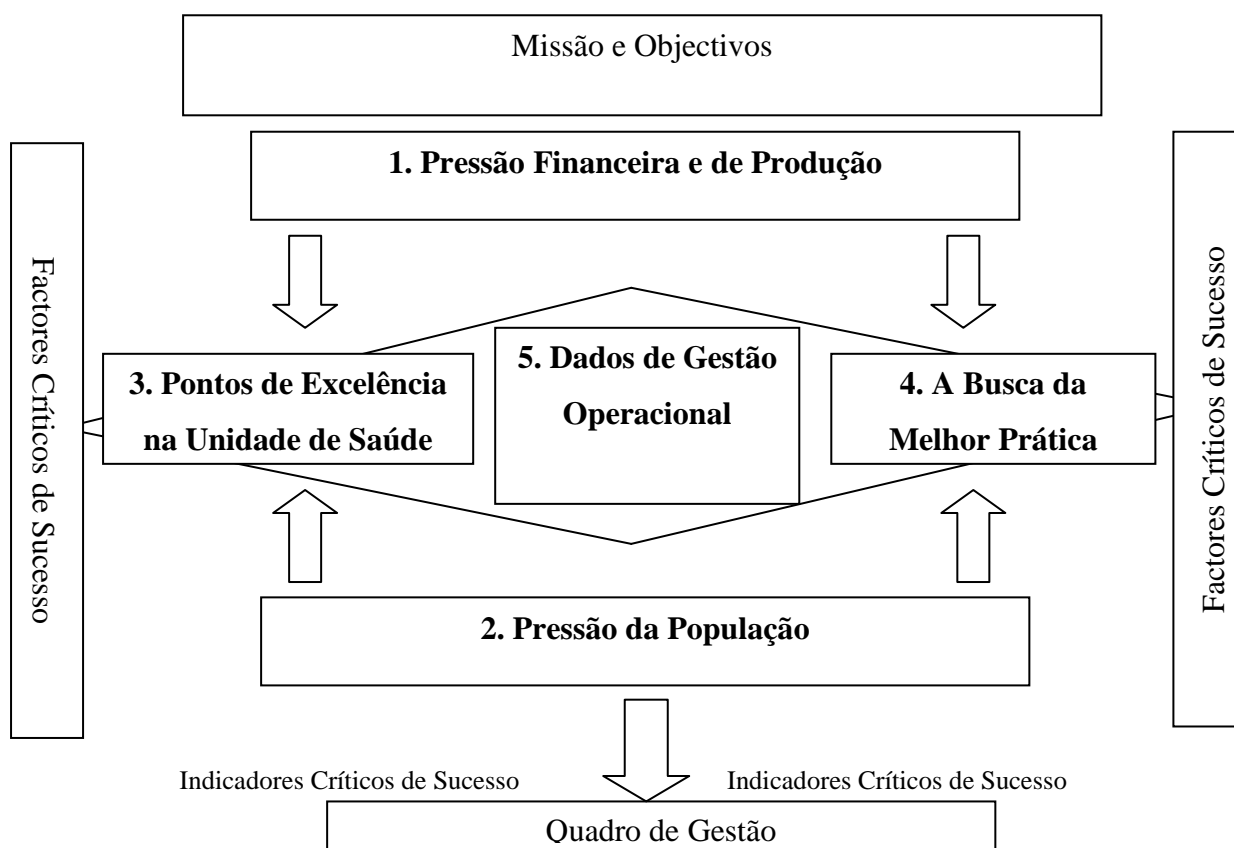 Missão e Objectivos
1. Pressão Financeira e de Produção
Factores Críticos de Sucesso
Factores Críticos de Sucesso
3. Pontos de Excelência
na Unidade de Saúde
5. Dados de Gestão
Operacional
4. A Busca da
Melhor Prática
2. Pressão da População
Indicadores Críticos de Sucesso
Indicadores Críticos de Sucesso
Quadro de Gestão